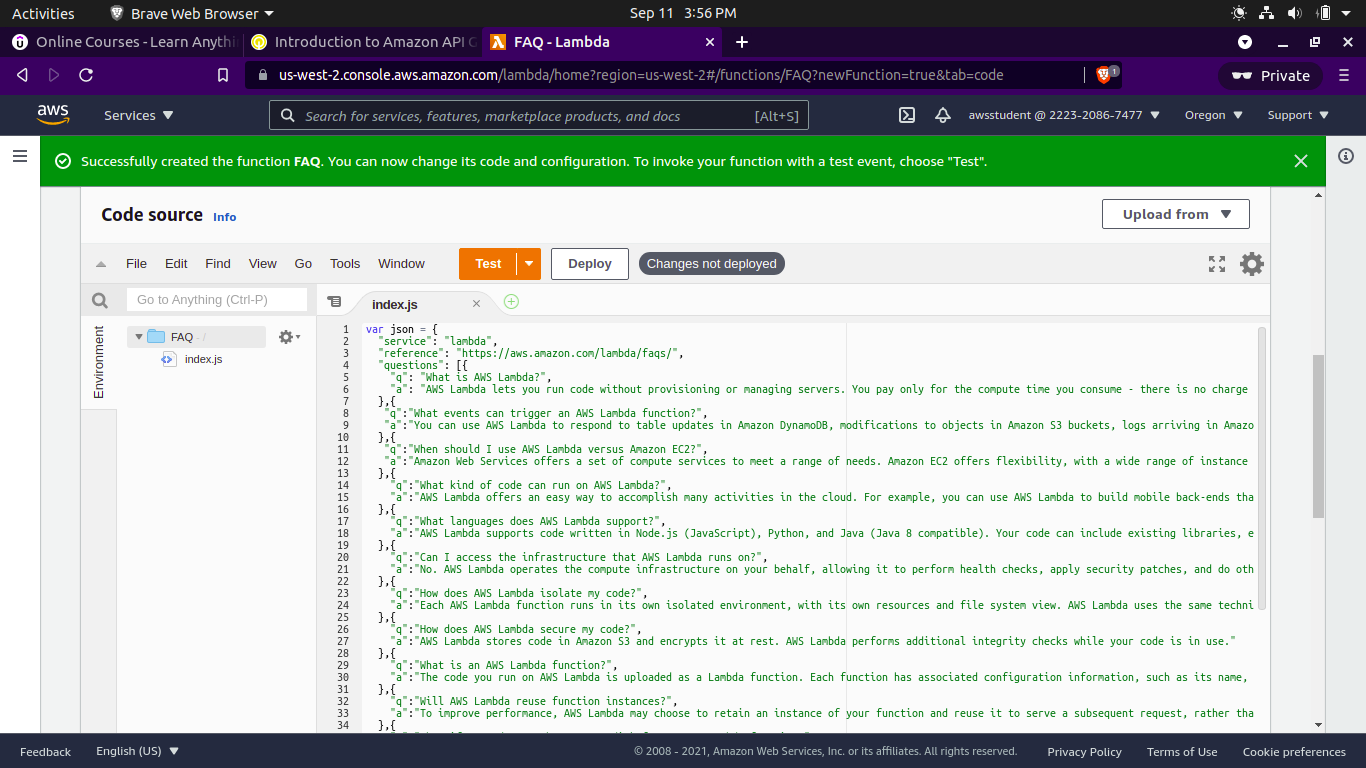 Activities Brave Web Browser Sep 11 3:56 PM
Online Courses - Learn Anythi Introduction to Amazon API G FAQ - Lambda
us-west-2.console.aws.amazon.com/lambda/home?region=us-west-2#/functions/FAQ?newFunction=true&tab=code 1 Private
aws Services Search for services, features, marketplace products, and docs [Alt+S] awsstudent @ 2223-2086-7477 Oregon Support
Successfully created the function FAQ. You can now change its code and configuration. To invoke your function with a test event, choose "Test".
Code source Info Upload from
File Edit Find View Go Tools Window Test Deploy Changes not deployed
Go to Anything (Ctrl-P) index.js
Environment
FAQ - /
index.js
1 var json = {
2 "service": "lambda",
3 "reference": "https://aws.amazon.com/lambda/faqs/",
4 "questions": [{
5 "q": "What is AWS Lambda?",
6 "a": "AWS Lambda lets you run code without provisioning or managing servers. You pay only for the compute time you consume - there is no charge
7 },{
8 "q":"What events can trigger an AWS Lambda function?",
9 "a":"You can use AWS Lambda to respond to table updates in Amazon DynamoDB, modifications to objects in Amazon S3 buckets, logs arriving in Amazo
10 },{
11 "q":"When should I use AWS Lambda versus Amazon EC2?",
12 "a":"Amazon Web Services offers a set of compute services to meet a range of needs. Amazon EC2 offers flexibility, with a wide range of instance
13 },{
14 "q":"What kind of code can run on AWS Lambda?",
15 "a":"AWS Lambda offers an easy way to accomplish many activities in the cloud. For example, you can use AWS Lambda to build mobile back-ends tha
16 },{
17 "q":"What languages does AWS Lambda support?",
18 "a":"AWS Lambda supports code written in Node.js (JavaScript), Python, and Java (Java 8 compatible). Your code can include existing libraries, e
19 },{
20 "q":"Can I access the infrastructure that AWS Lambda runs on?",
21 "a":"No. AWS Lambda operates the compute infrastructure on your behalf, allowing it to perform health checks, apply security patches, and do oth
22 },{
23 "q":"How does AWS Lambda isolate my code?",
24 "a":"Each AWS Lambda function runs in its own isolated environment, with its own resources and file system view. AWS Lambda uses the same techni
25 },{
26 "q":"How does AWS Lambda secure my code?",
27 "a":"AWS Lambda stores code in Amazon S3 and encrypts it at rest. AWS Lambda performs additional integrity checks while your code is in use."
28 },{
29 "q":"What is an AWS Lambda function?",
30 "a":"The code you run on AWS Lambda is uploaded as a Lambda function. Each function has associated configuration information, such as its name,
31 },{
32 "q":"Will AWS Lambda reuse function instances?",
33 "a":"To improve performance, AWS Lambda may choose to retain an instance of your function and reuse it to serve a subsequent request, rather tha
34 },{
Feedback English (US) © 2008 - 2021, Amazon Web Services, Inc. or its affiliates. All rights reserved. Privacy Policy Terms of Use Cookie preferences